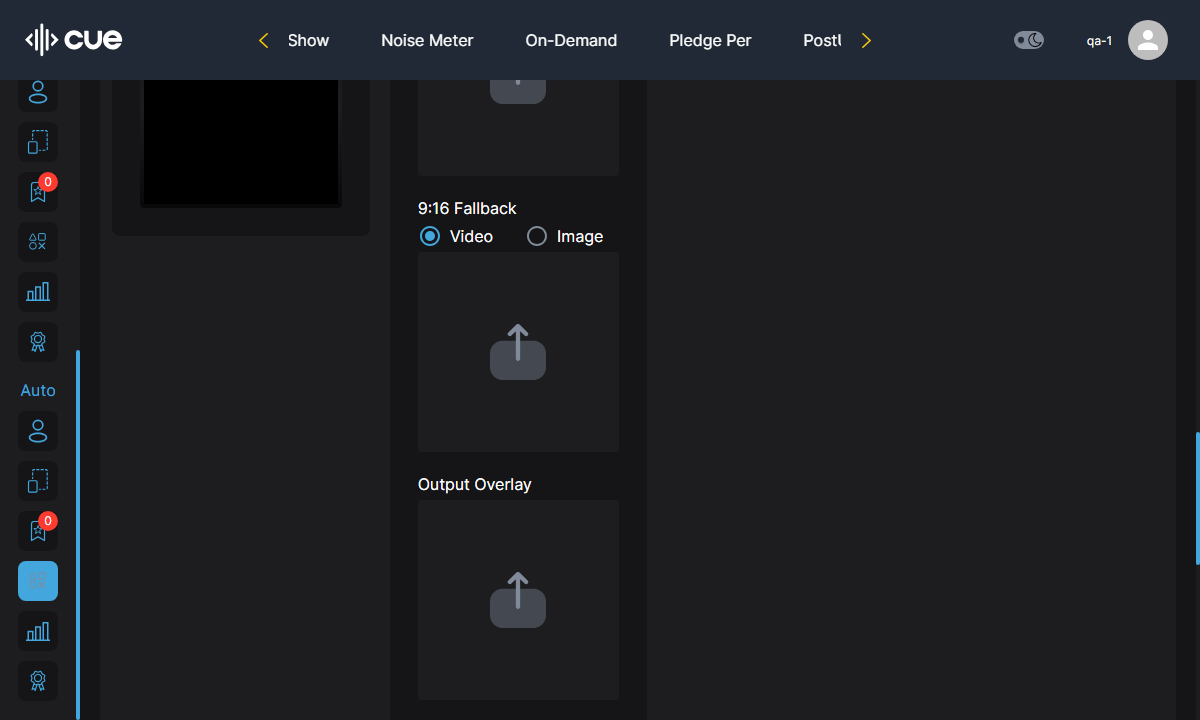 cue
Show
Noise Meter
On-Demand
Pledge Per
qa-1
0
9:16 Fallback
Video
Image
Auto
Output Overlay
0